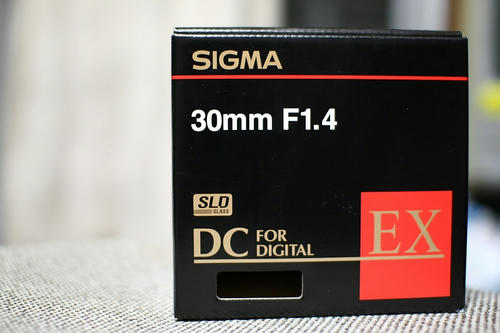 SIGMA
30mm F1.4
SLD
GLASS
DC FOR
DIGITAL
EX